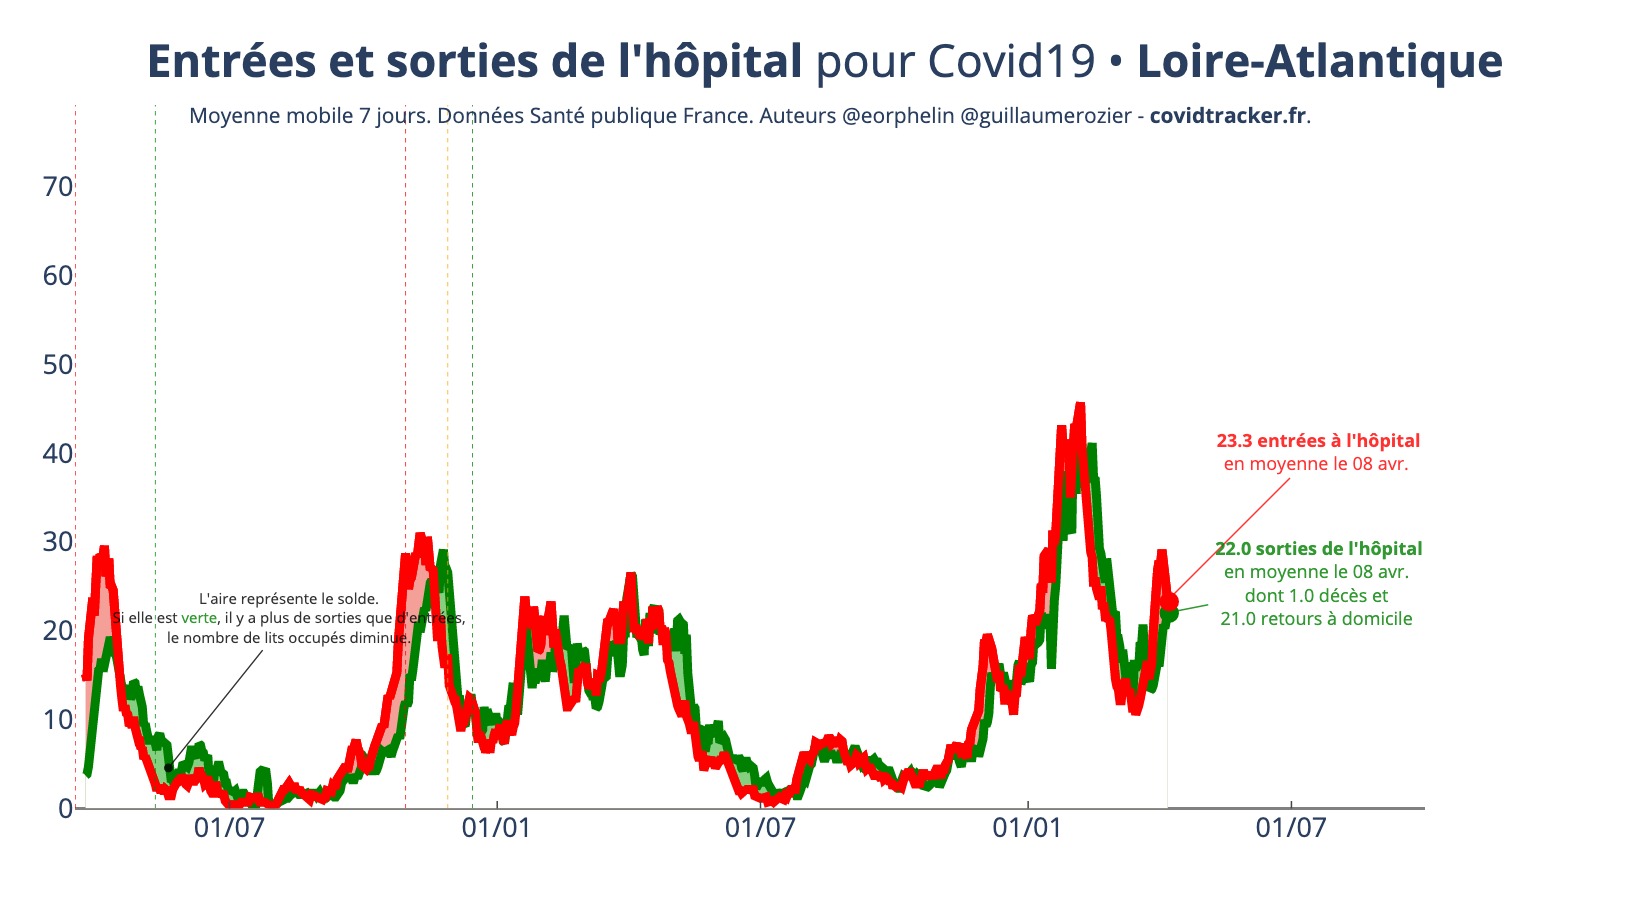 Entrées et sorties de l'hôpital pour Covid19 • Loire-Atlantique
Moyenne mobile 7 jours. Données Santé publique France. Auteurs @eorphelin @guillaumerozier - covidtracker.fr.
70
60
50
40
30
20
10
0
23.3 entrées à l'hôpital
en moyenne le 08 avr.
22.0 sorties de l'hôpital
en moyenne le 08 avr.
dont 1.0 décès et
21.0 retours à domicile
L'aire représente le solde.
Si elle est verte, il y a plus de sorties que d'entrées,
le nombre de lits occupés diminue.
01/07
01/01
01/07
01/01
01/07